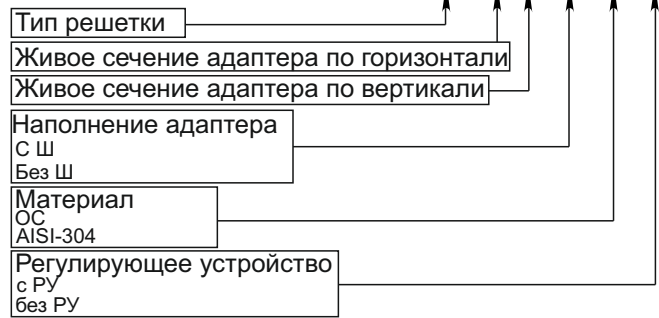 Тип решетки
Живое сечение адаптера по горизонтали
Живое сечение адаптера по вертикали
Наполнение адаптера
С Ш
Без Ш
Материал
ОС
AISI-304
Регулирующее устройство
с РУ
без РУ